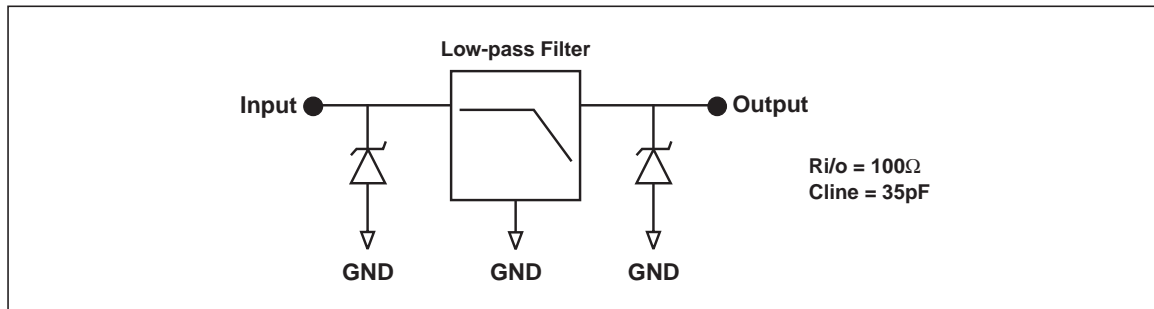 Low-pass Filter
Input
Output
Ri/o = 100Ω
Cline = 35pF
GND
GND
GND